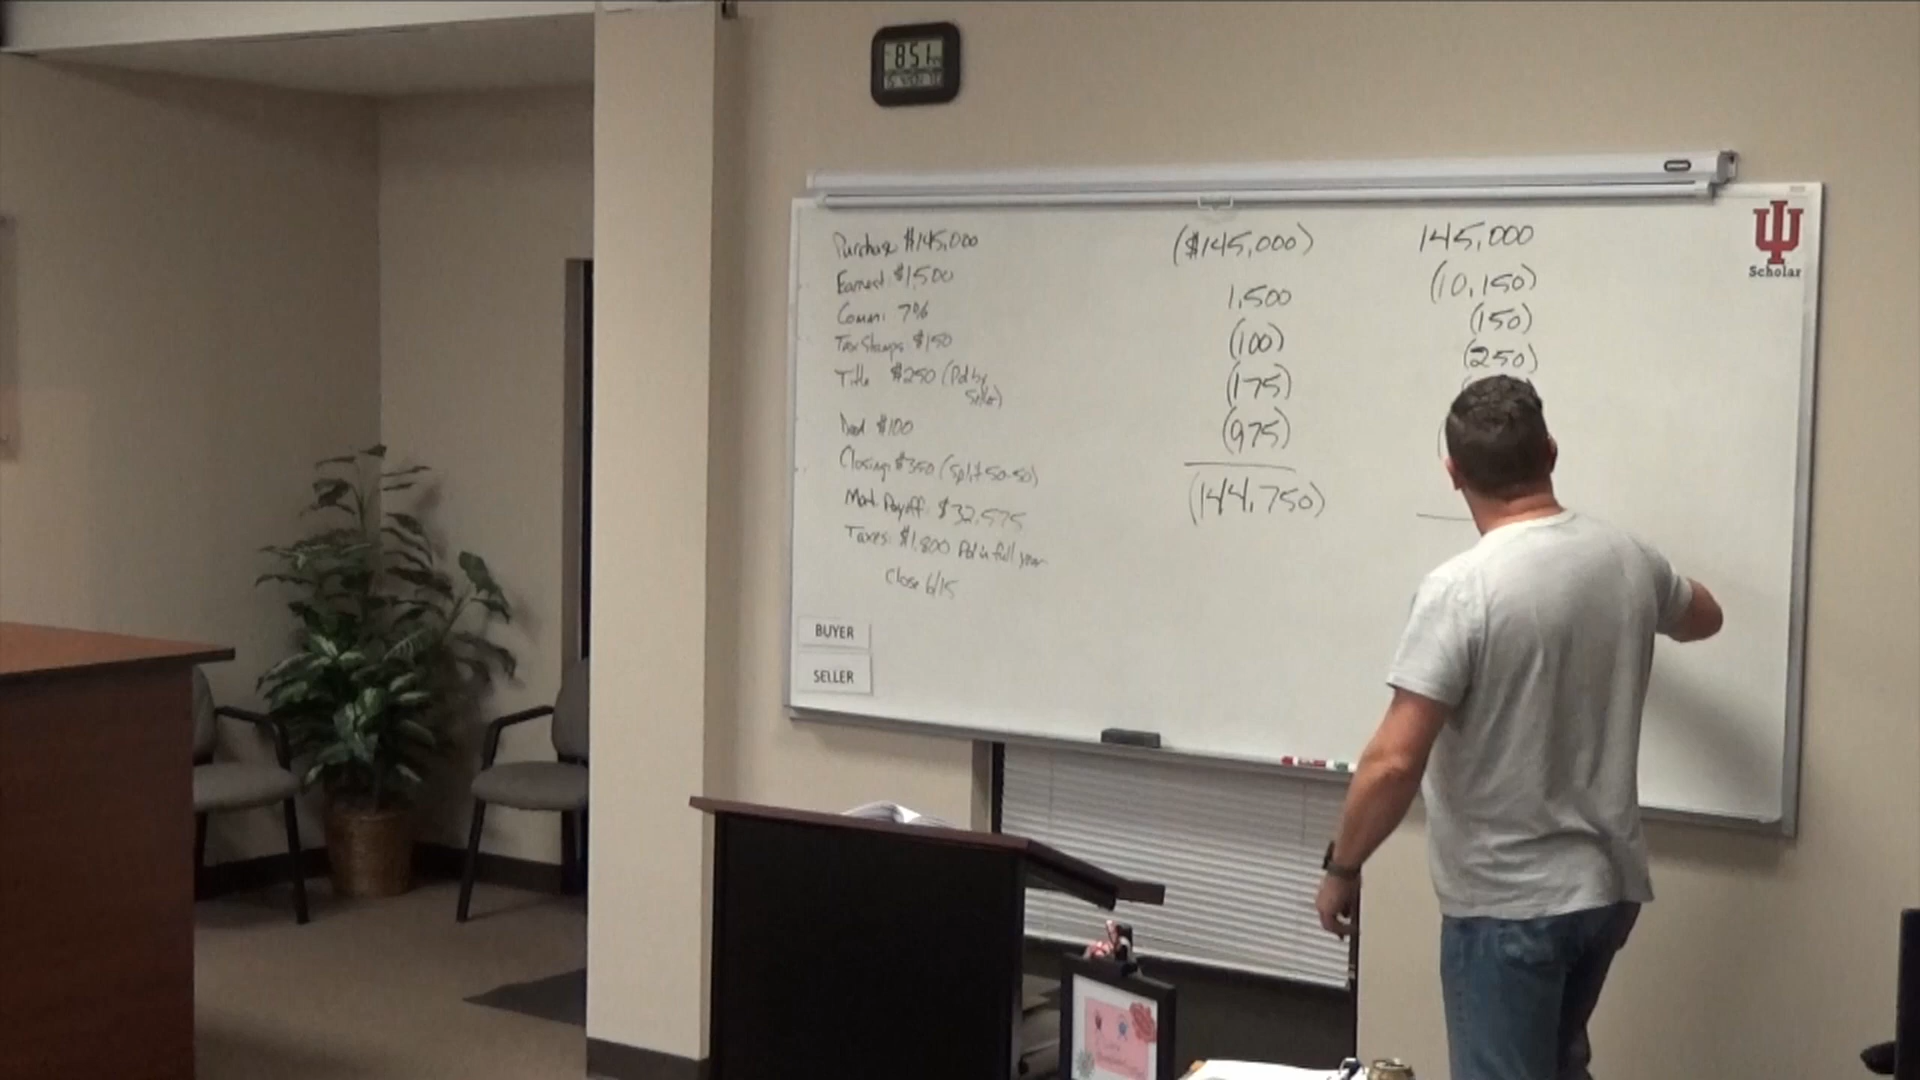 851
IU
Scholar
Purchase $145,000
Earnest $1,500
Comm: 7%
Tax Stamps $150
Title $250 (Pd by
Seller)
Deed $100
Closing: $350 (split 50-50)
Mort. Payoff: $32,575
Taxes: $1,800 Pd in full year
Close 6/15
BUYER
SELLER
($145,000)
1,500
(100)
(175)
(975)
(144,750)
145,000
(10,150)
(150)
(250)